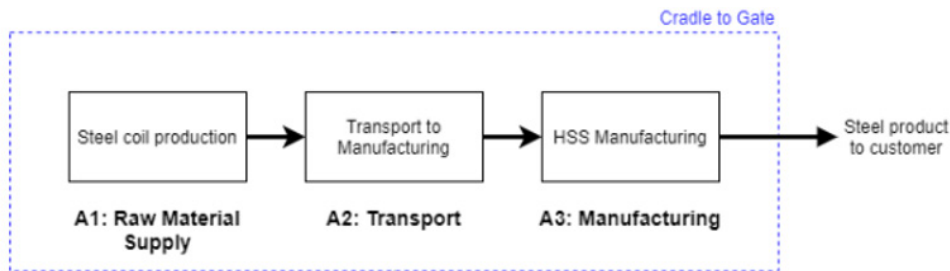 Cradle to Gate
Steel coil production
Transport to
Manufacturing
HSS Manufacturing
Steel product
to customer
A1: Raw Material
Supply
A2: Transport
A3: Manufacturing